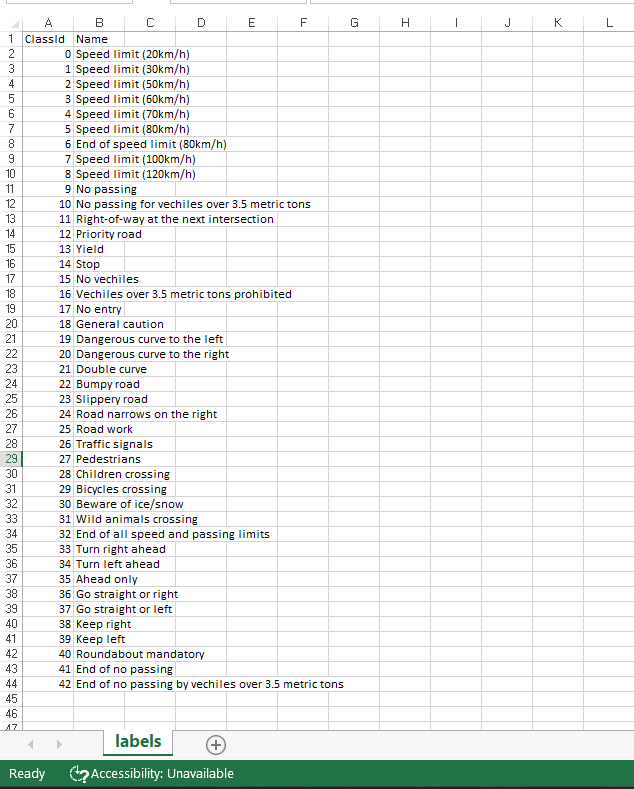 A B C D E F G H I J K L
1 ClassId Name
2 0 Speed limit (20km/h)
3 1 Speed limit (30km/h)
4 2 Speed limit (50km/h)
5 3 Speed limit (60km/h)
6 4 Speed limit (70km/h)
7 5 Speed limit (80km/h)
8 6 End of speed limit (80km/h)
9 7 Speed limit (100km/h)
10 8 Speed limit (120km/h)
11 9 No passing
12 10 No passing for vechiles over 3.5 metric tons
13 11 Right-of-way at the next intersection
14 12 Priority road
15 13 Yield
16 14 Stop
17 15 No vechiles
18 16 Vechiles over 3.5 metric tons prohibited
19 17 No entry
20 18 General caution
21 19 Dangerous curve to the left
22 20 Dangerous curve to the right
23 21 Double curve
24 22 Bumpy road
25 23 Slippery road
26 24 Road narrows on the right
27 25 Road work
28 26 Traffic signals
29 27 Pedestrians
30 28 Children crossing
31 29 Bicycles crossing
32 30 Beware of ice/snow
33 31 Wild animals crossing
34 32 End of all speed and passing limits
35 33 Turn right ahead
36 34 Turn left ahead
37 35 Ahead only
38 36 Go straight or right
39 37 Go straight or left
40 38 Keep right
41 39 Keep left
42 40 Roundabout mandatory
43 41 End of no passing
44 42 End of no passing by vechiles over 3.5 metric tons
45
46
47
labels
Ready Accessibility: Unavailable